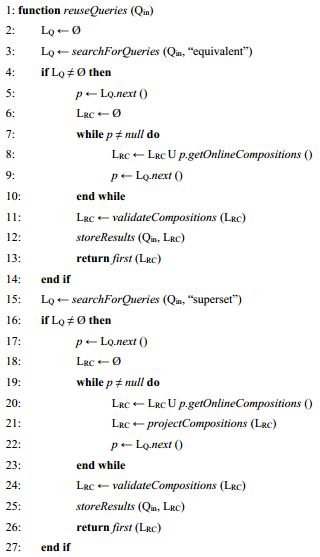 1: function reuseQueries (Qin)
2: LQ ← Ø
3: LQ ← searchForQueries (Qin, “equivalent”)
4: if LQ ≠ Ø then
5: p ← LQ.next ()
6: LRC ← Ø
7: while p ≠ null do
8: LRC ← LRC U p.getOnlineCompositions ()
9: p ← LQ.next ()
10: end while
11: LRC ← validateCompositions (LRC)
12: storeResults (Qin, LRC)
13: return first (LRC)
14: end if
15: LQ ← searchForQueries (Qin, “superset”)
16: if LQ ≠ Ø then
17: p ← LQ.next ()
18: LRC ← Ø
19: while p ≠ null do
20: LRC ← LRC U p.getOnlineCompositions ()
21: LRC ← projectCompositions (LRC)
22: p ← LQ.next ()
23: end while
24: LRC ← validateCompositions (LRC)
25: storeResults (Qin, LRC)
26: return first (LRC)
27: end if